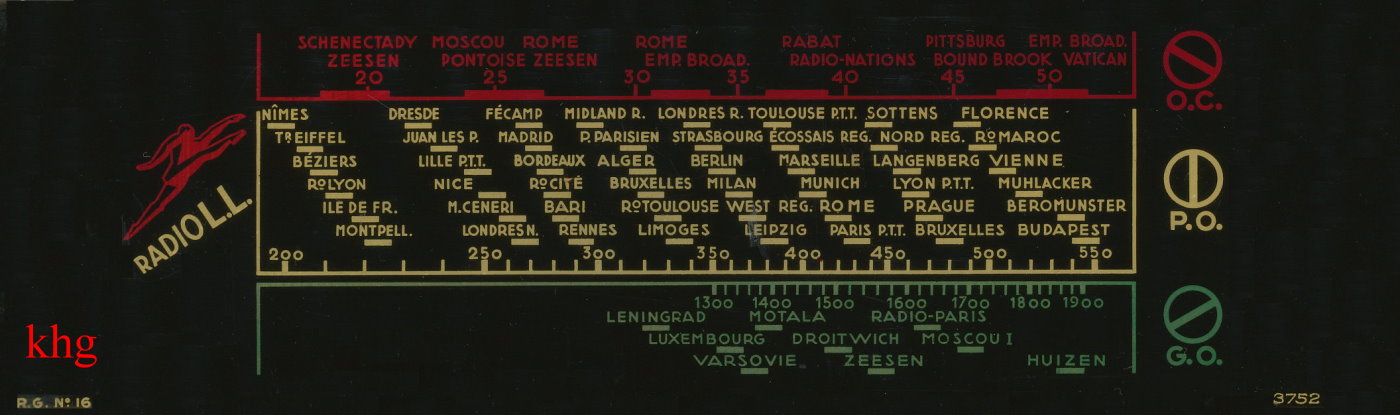 SCHENECTADY MOSCOU ROME ROME RABAT PITTSBURG EMP. BROAD.
ZEESEN PONTOISE ZEESEN EMP. BROAD. RADIO-NATIONS BOUND BROOK VATICAN
20 25 30 35 40 45 50
O.C.
NÎMES DRESDE FÉCAMP MIDLAND R. LONDRES R. TOULOUSE P.T.T. SOTTENS FLORENCE
TR EIFFEL JUAN LES P. MADRID P. PARISIEN STRASBOURG ÉCOSSAIS REG. NORD REG. RO MAROC
BÉZIERS LILLE P.T.T. BORDEAUX ALGER BERLIN MARSEILLE LANGENBERG VIENNE
RO LYON NICE RO CITÉ BRUXELLES MILAN MUNICH LYON P.T.T. MUHLACKER
ILE DE FR. M.CENERI BARI RO TOULOUSE WEST REG. ROME PRAGUE BEROMUNSTER
MONTPELL. LONDRES N. RENNES LIMOGES LEIPZIG PARIS P.T.T. BRUXELLES BUDAPEST
200 250 300 350 400 450 500 550
P.O.
RADIO L.L.
1300 1400 1500 1600 1700 1800 1900
LENINGRAD MOTALA RADIO-PARIS
LUXEMBOURG DROITWICH MOSCOU I
VARSOVIE ZEESEN HUIZEN
G.O.
khg
R.G. No 16
3752